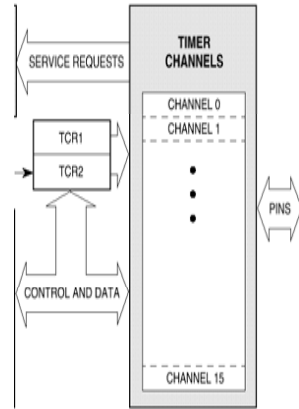 SERVICE REQUESTS
TIMER
CHANNELS
CHANNEL 0
CHANNEL 1
TCR1
TCR2
PINS
CONTROL AND DATA
CHANNEL 15